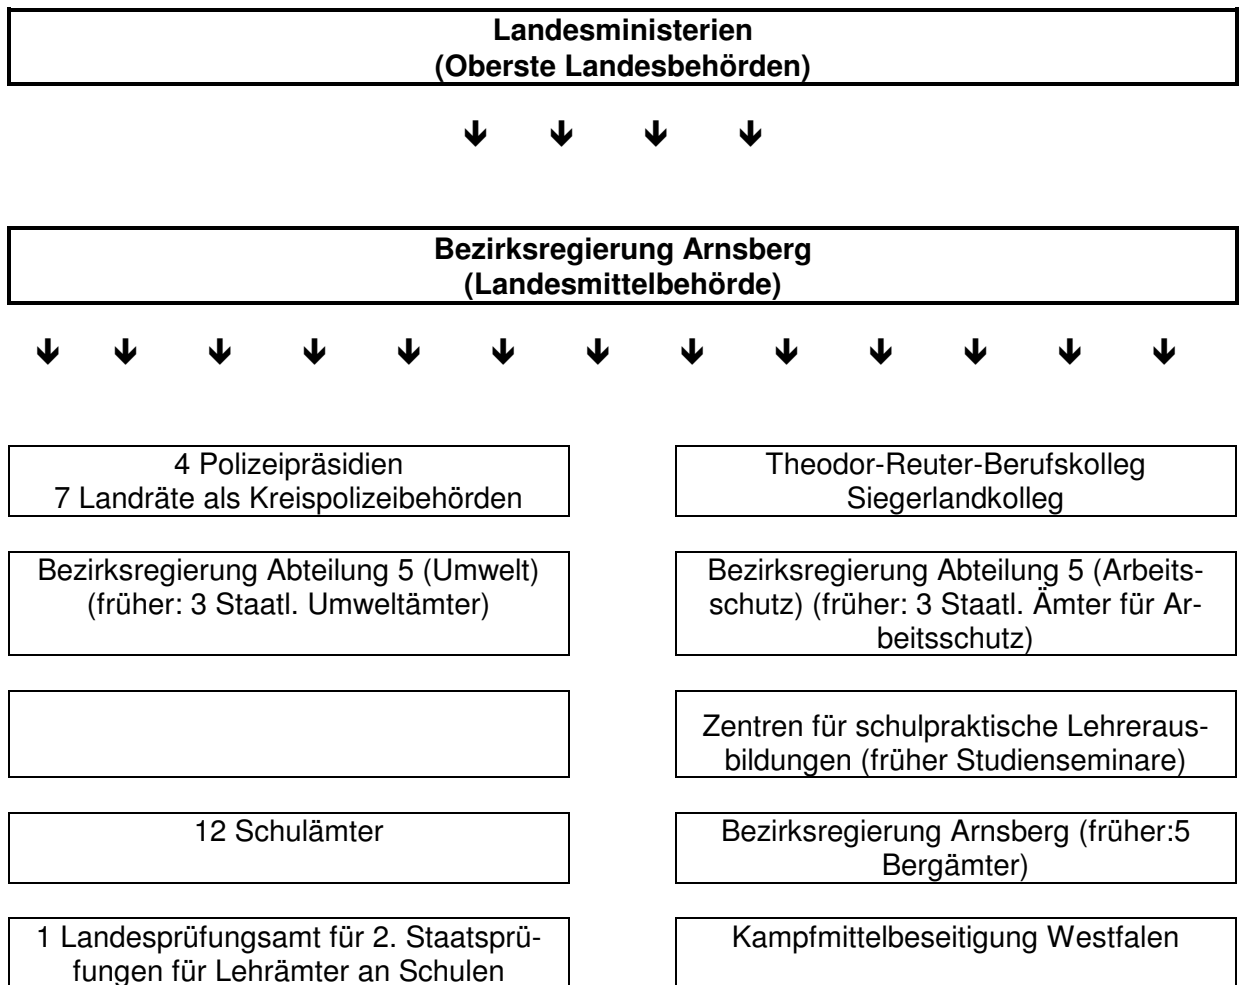 Landesministerien
(Oberste Landesbehörden)
Bezirksregierung Arnsberg
(Landesmittelbehörde)
4 Polizeipräsidien
7 Landräte als Kreispolizeibehörden
Theodor-Reuter-Berufskolleg
Siegerlandkolleg
Bezirksregierung Abteilung 5 (Umwelt)
(früher: 3 Staatl. Umweltämter)
Bezirksregierung Abteilung 5 (Arbeits-
schutz) (früher: 3 Staatl. Ämter für Ar-
beitsschutz)
Zentren für schulpraktische Lehreraus-
bildungen (früher Studienseminare)
12 Schulämter
Bezirksregierung Arnsberg (früher:5
Bergämter)
1 Landesprüfungsamt für 2. Staatsprü-
fungen für Lehrämter an Schulen
Kampfmittelbeseitigung Westfalen